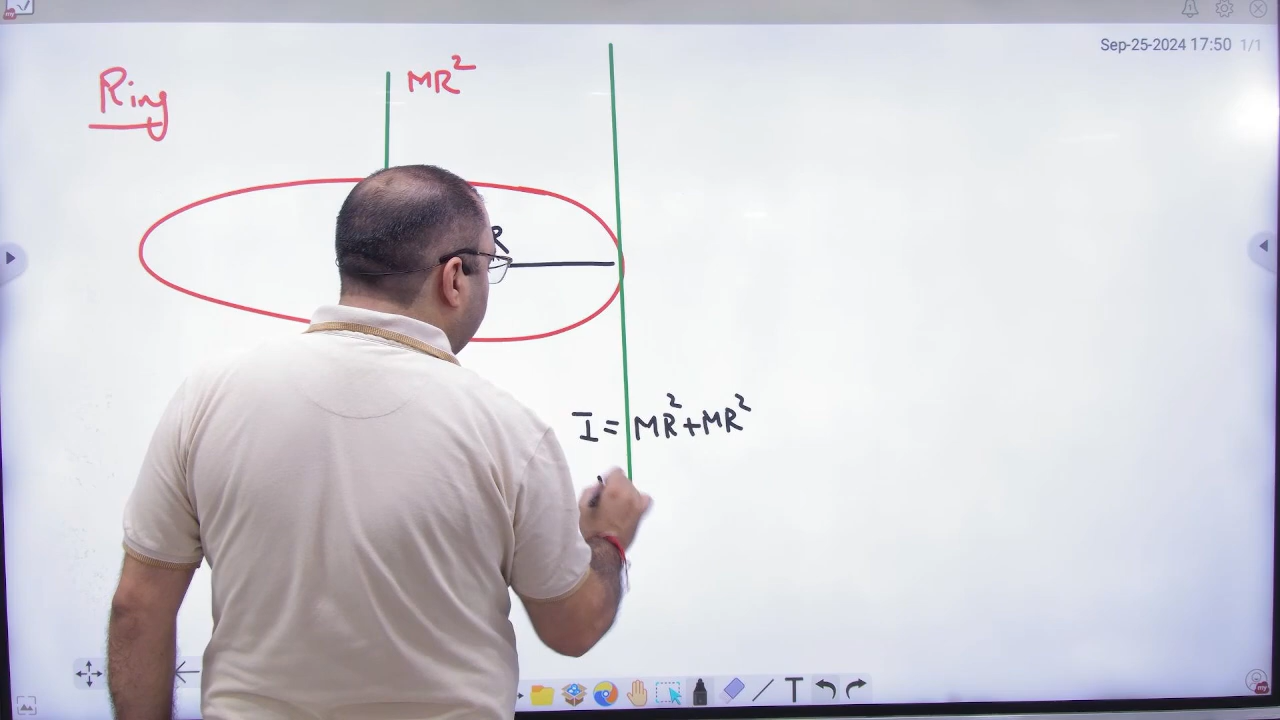 Sep-25-2024 17:50 1/1
Ring
MR²
R
I = MR² + MR²
T